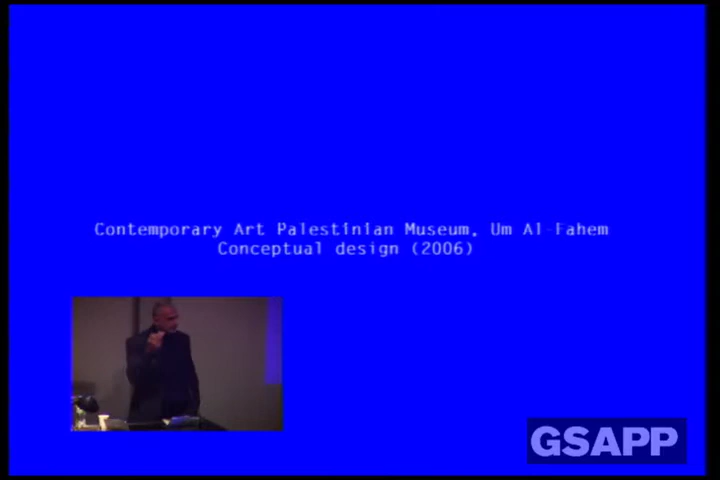 Contemporary Art Palestinian Museum, Um Al-Fahem
Conceptual design (2006)
GSAPP